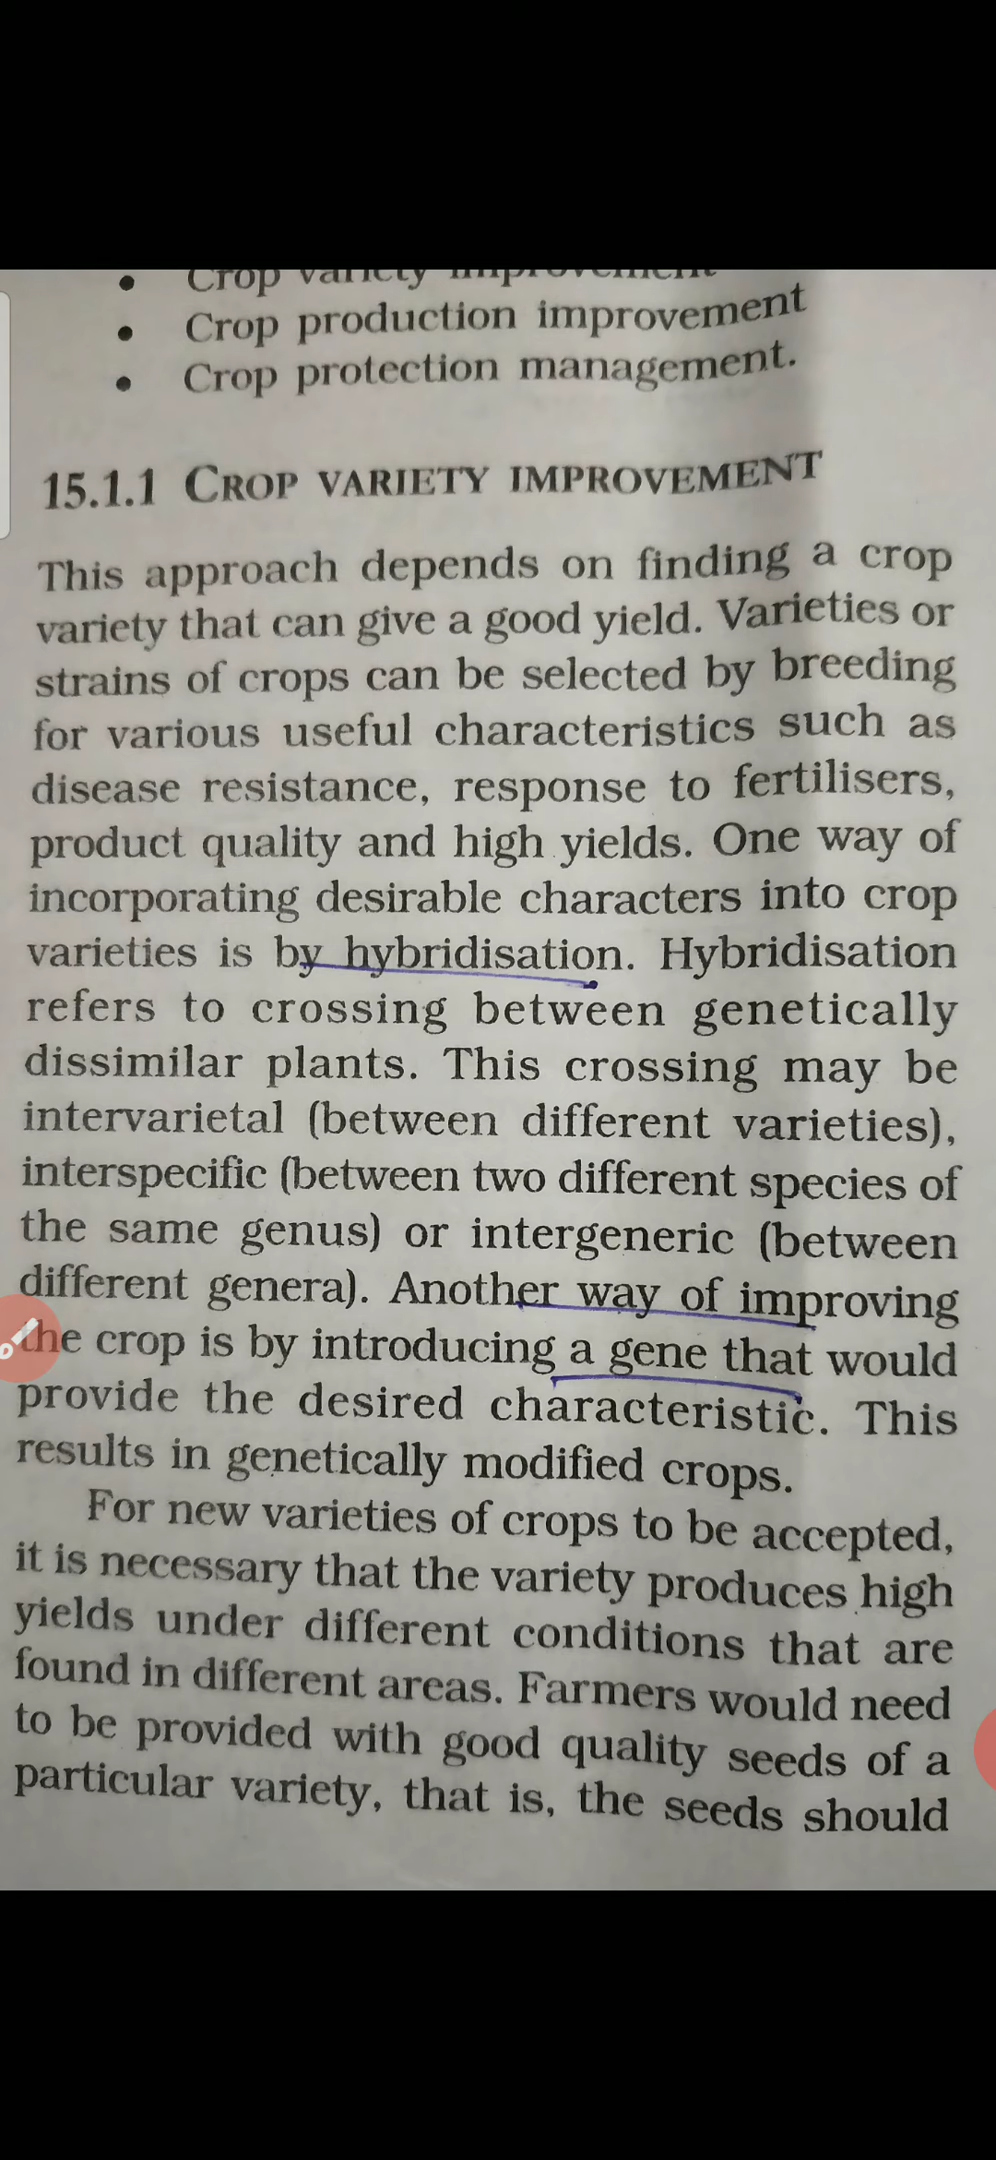 • Crop variety improvement
• Crop production improvement
• Crop protection management.
15.1.1 CROP VARIETY IMPROVEMENT
This approach depends on finding a crop
variety that can give a good yield. Varieties or
strains of crops can be selected by breeding
for various useful characteristics such as
disease resistance, response to fertilisers,
product quality and high yields. One way of
incorporating desirable characters into crop
varieties is by hybridisation. Hybridisation
refers to crossing between genetically
dissimilar plants. This crossing may be
intervarietal (between different varieties),
interspecific (between two different species of
the same genus) or intergeneric (between
different genera). Another way of improving
the crop is by introducing a gene that would
provide the desired characteristic. This
results in genetically modified crops.
For new varieties of crops to be accepted,
it is necessary that the variety produces high
yields under different conditions that are
found in different areas. Farmers would need
to be provided with good quality seeds of a
particular variety, that is, the seeds should